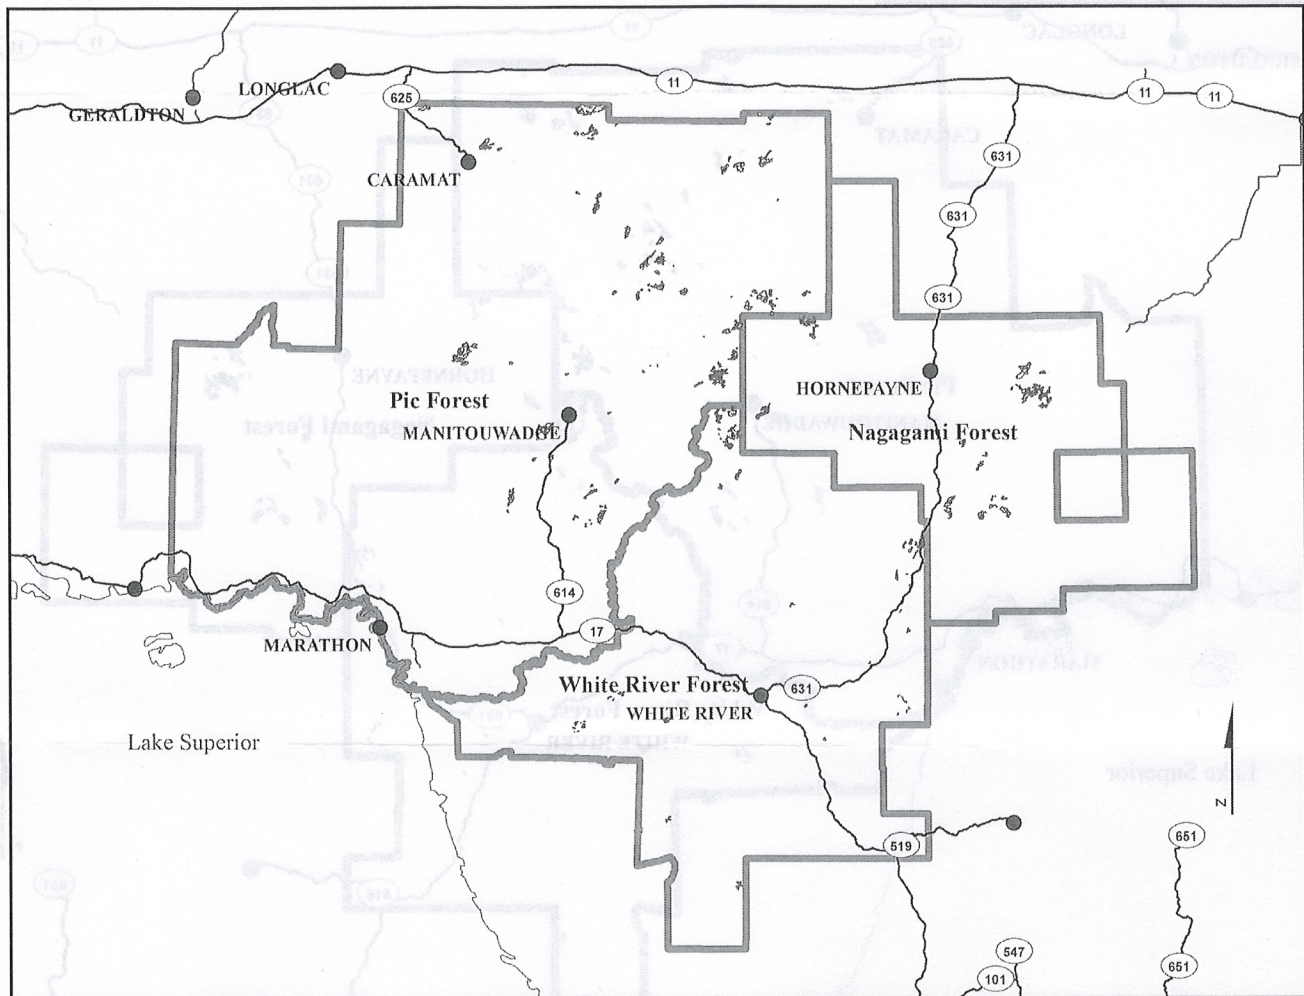 LONGLAC
11
11
11
GERALDTON
625
CARAMAT
631
631
631
HORNEPAYNE
Pic Forest
MANITOUWADGE
Nagagami Forest
614
17
MARATHON
White River Forest
631
WHITE RIVER
Lake Superior
N
519
651
547
101
651